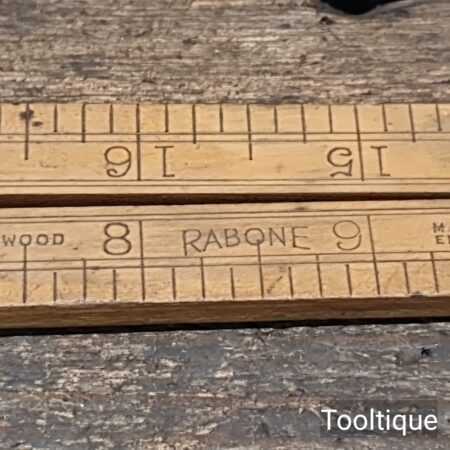 16 15
WOOD 8 RABONE 9 M
E
Tooltique